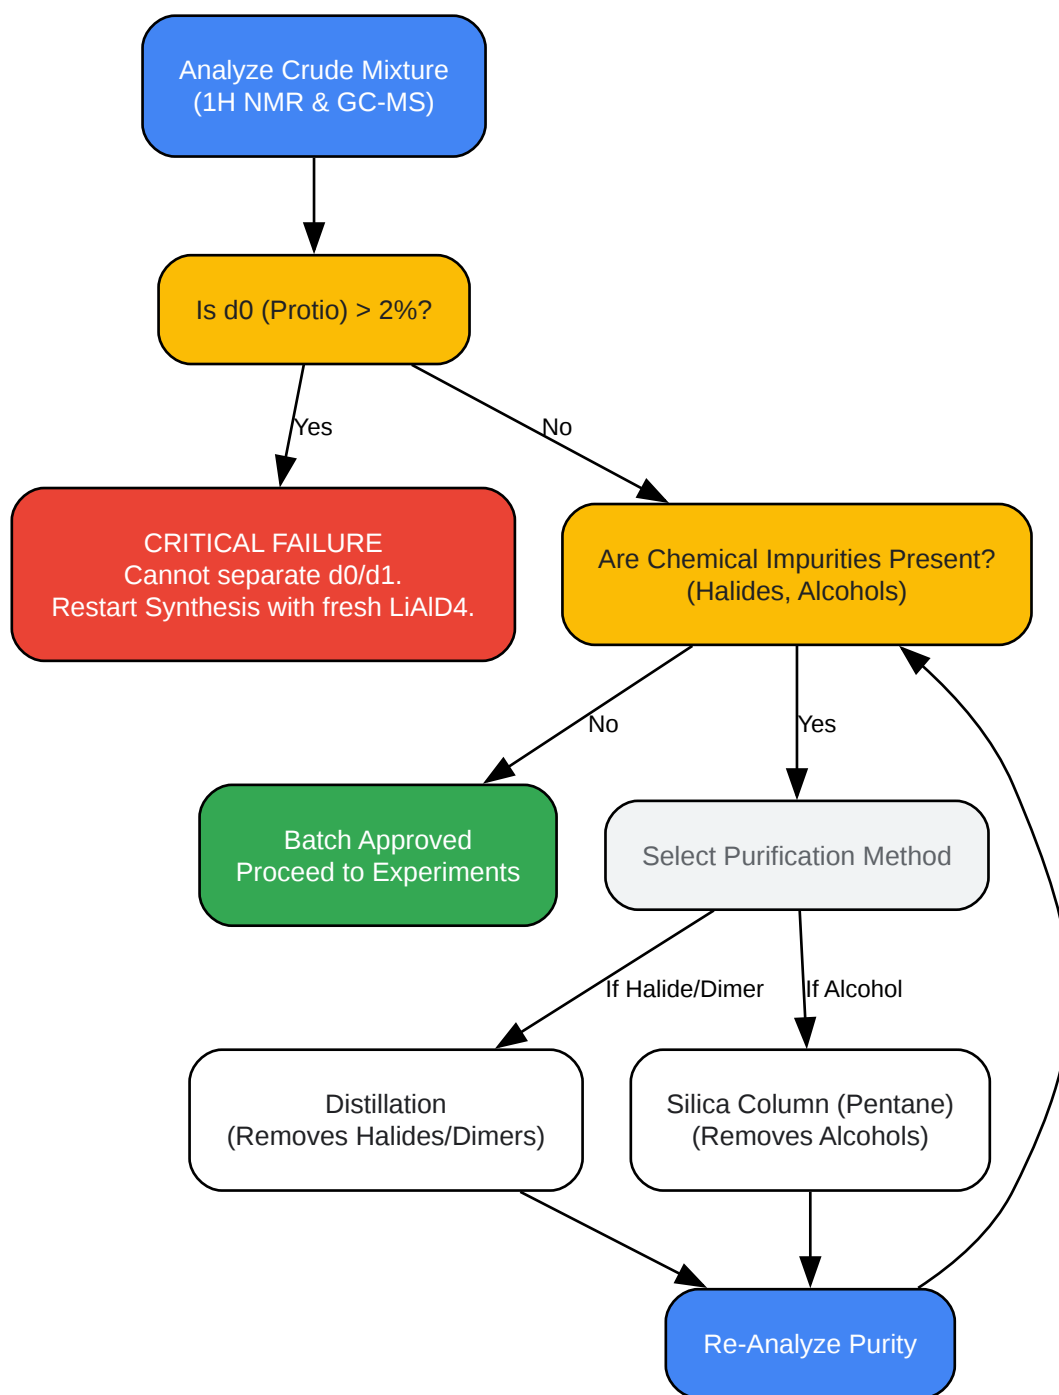 Analyze Crude Mixture
(1H NMR & GC-MS)
Is d0 (Protio) > 2%?
Yes
No
CRITICAL FAILURE
Cannot separate d0/d1.
Restart Synthesis with fresh LiAlD4.
Are Chemical Impurities Present?
(Halides, Alcohols)
No
Yes
Batch Approved
Proceed to Experiments
Select Purification Method
If Halide/Dimer
If Alcohol
Distillation
(Removes Halides/Dimers)
Silica Column (Pentane)
(Removes Alcohols)
Re-Analyze Purity